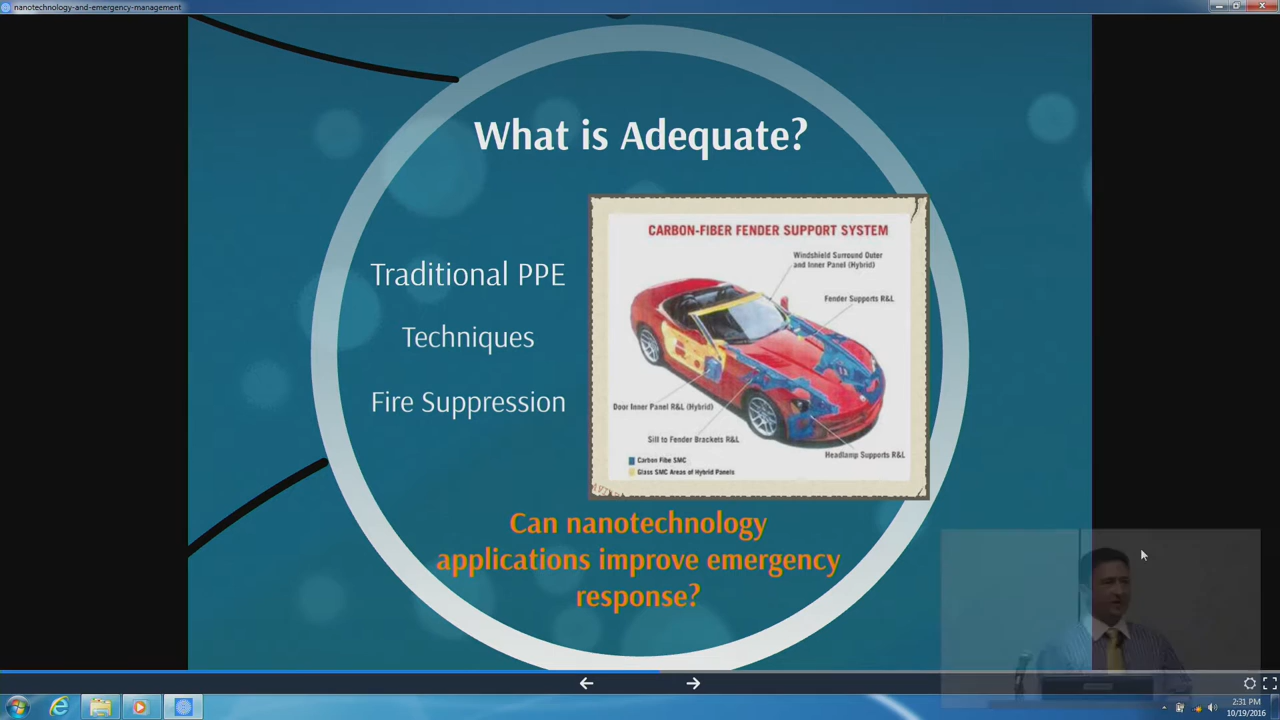 nanotechnology-and-emergency-management
What is Adequate?
Traditional PPE
Techniques
Fire Suppression
CARBON-FIBER FENDER SUPPORT SYSTEM
Windshield Surround Outer
and Inner Panel (Hybrid)
Fender Supports R&L
Door Inner Panel R&L (Hybrid)
Sill to Fender Brackets R&L
Headlamp Supports R&L
Carbon Fibe SMC
Glass SMC Areas of Hybrid Panels
Can nanotechnology
applications improve emergency
response?
2:31 PM
10/19/2016